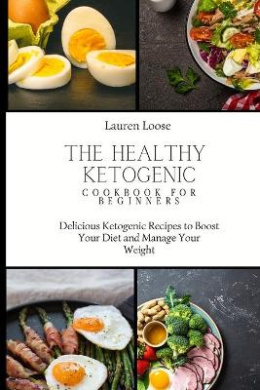 Lauren Loose
THE HEALTHY
KETOGENIC
COOKBOOK FOR
BEGINNERS
Delicious Ketogenic Recipes to Boost
Your Diet and Manage Your
Weight